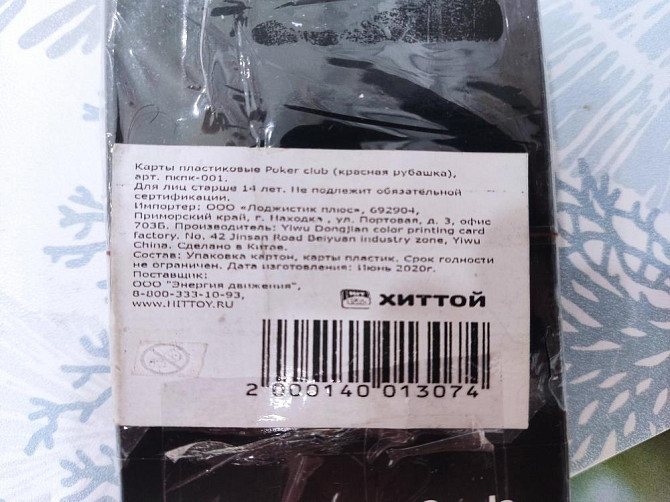 Карты пластиковые Poker club (красная рубашка),
арт. пкпк-001.
Для лиц старше 14 лет. Не подлежит обязательной
сертификации.
Импортер: ООО «Лоджистик плюс», 692904,
Приморский край, г. Находка , ул. Портовая, д. 3, офис
703Б. Производитель: Yiwu DongJian color printing card
factory. No, 42 Jinsan Road Beiyuan industry zone, Yiwu
China. Сделано в Китае.
Состав: Упаковка картон, карты пластик. Срок годности
не ограничен. Дата изготовления: Июнь 2020г.
Поставщик:
ООО "Энергия движения",
8-800-333-10-93,
www.HITTOY.RU
ХИТТОЙ
2 000140 013074